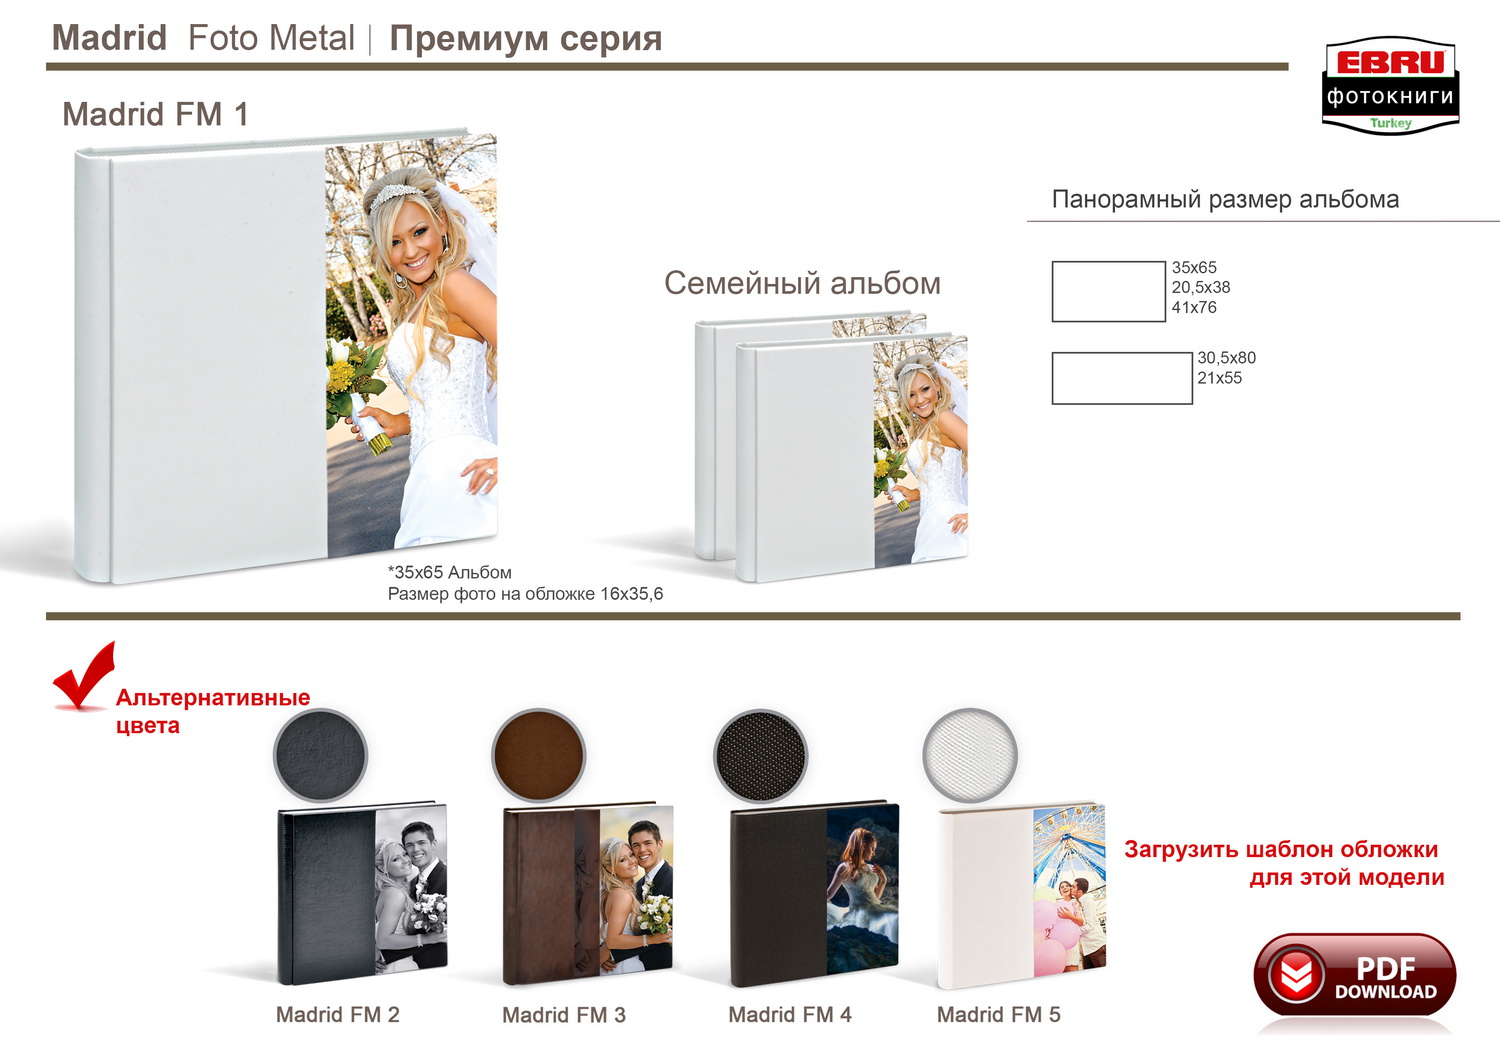 Madrid Foto Metal | Премиум серия
EBRU
фотокниги
Turkey
Madrid FM 1
Панорамный размер альбома
35x65
20,5x38
41x76
30,5x80
21x55
Семейный альбом
*35x65 Альбом
Размер фото на обложке 16x35,6
Альтернативные
цвета
Загрузить шаблон обложки
для этой модели
PDF
DOWNLOAD
Madrid FM 2
Madrid FM 3
Madrid FM 4
Madrid FM 5